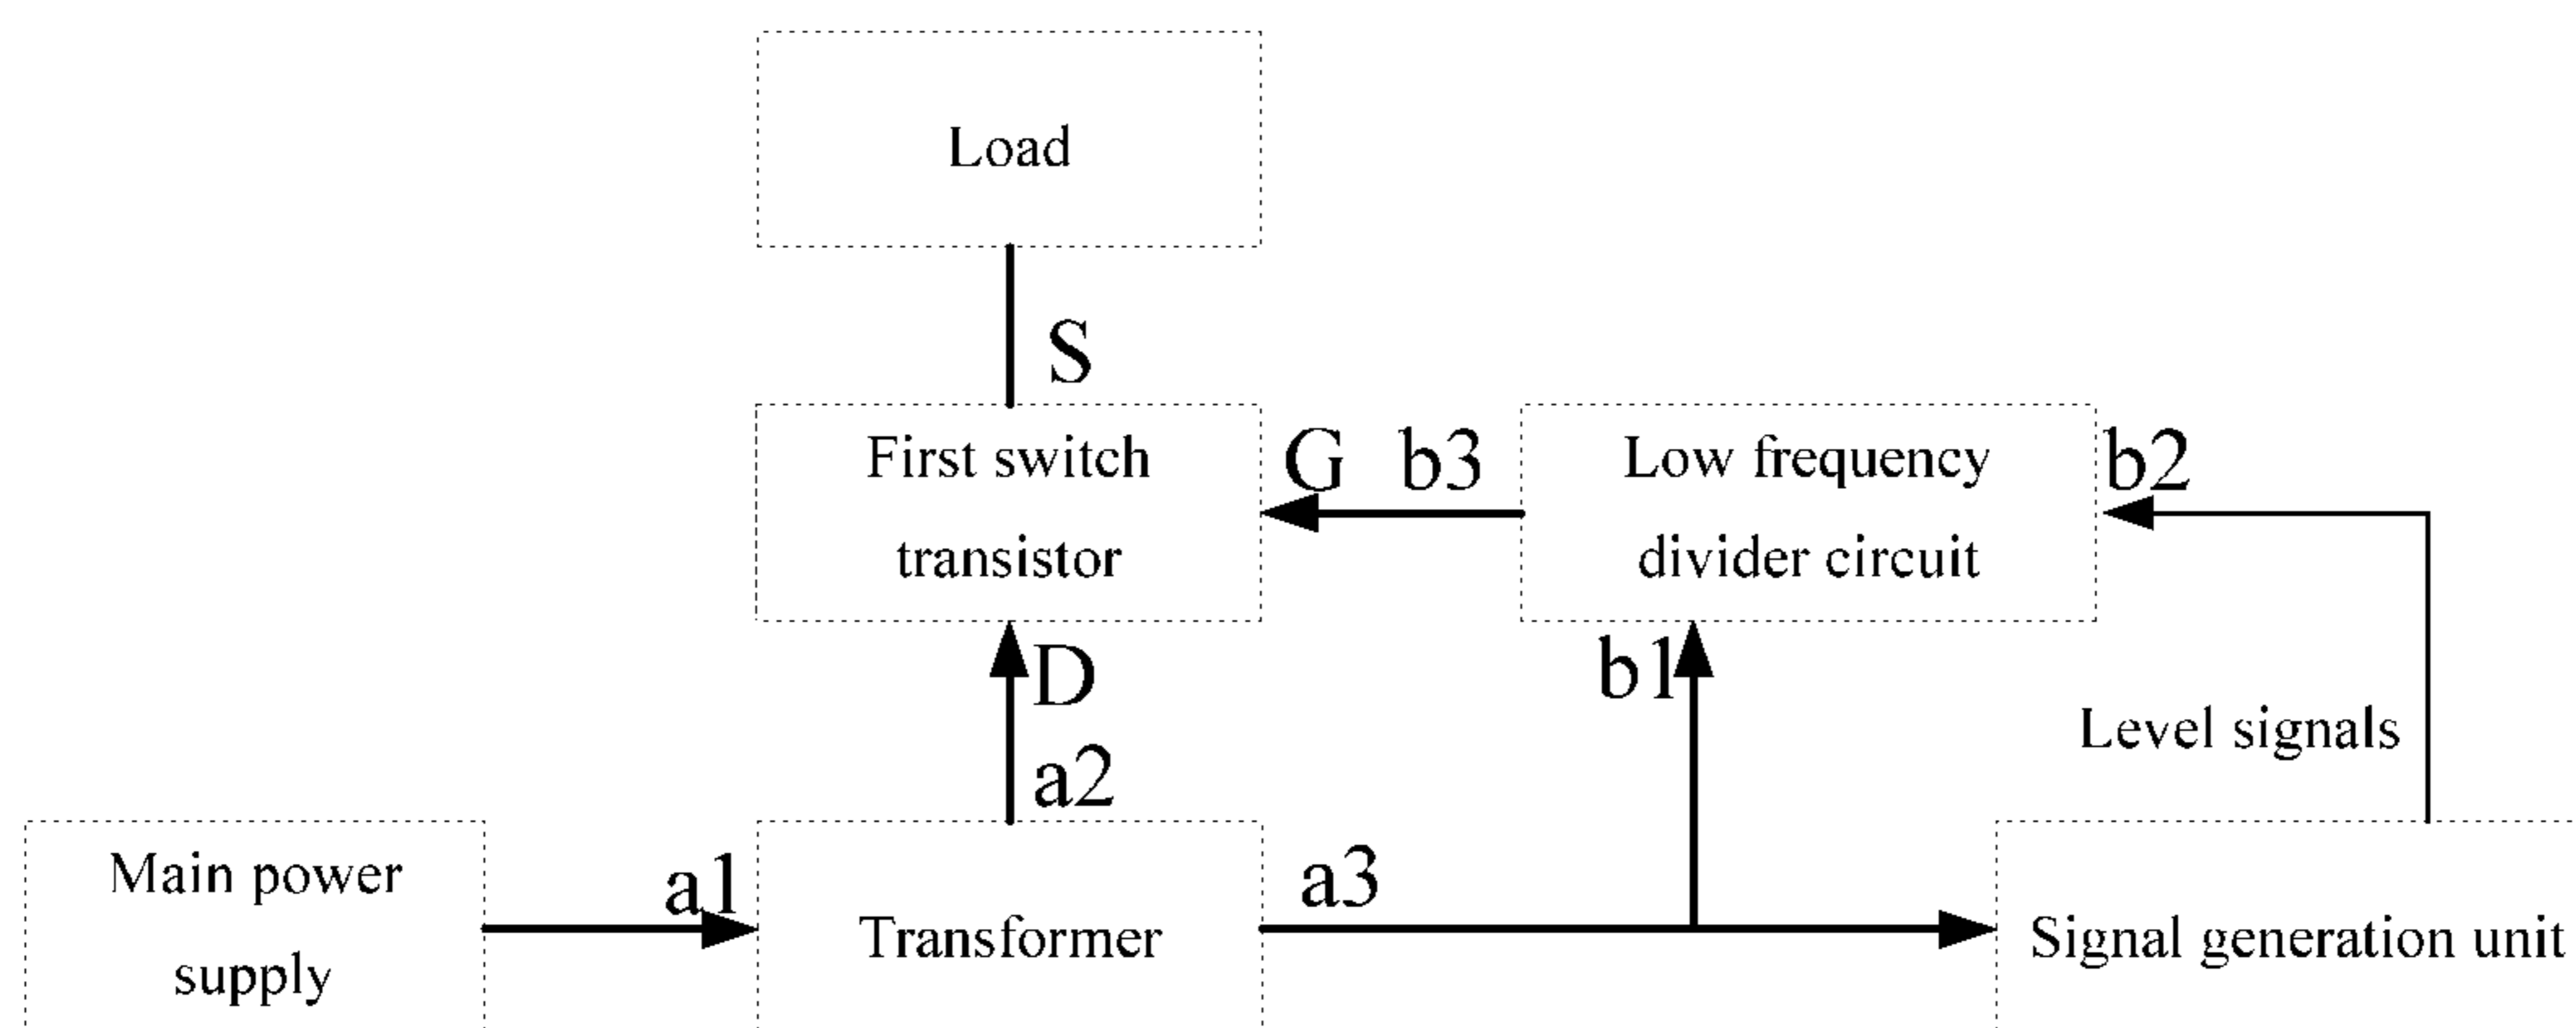 Load
S
First switch
transistor
G
b3
Low frequency
divider circuit
b2
D
b1
a2
Level signals
Main power
supply
a1
Transformer
a3
Signal generation unit